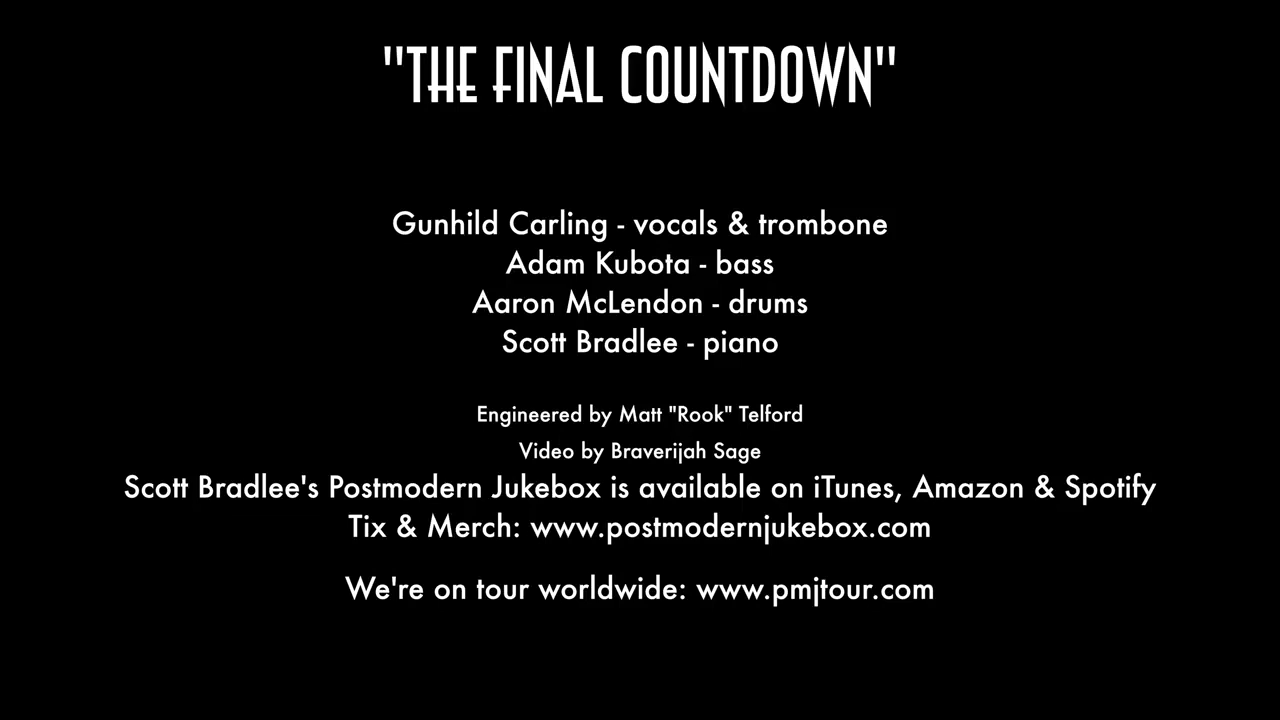 "THE FINAL COUNTDOWN"
Gunhild Carling - vocals & trombone
Adam Kubota - bass
Aaron McLendon - drums
Scott Bradlee - piano
Engineered by Matt "Rook" Telford
Video by Braverijah Sage
Scott Bradlee's Postmodern Jukebox is available on iTunes, Amazon & Spotify
Tix & Merch: www.postmodernjukebox.com
We're on tour worldwide: www.pmjtour.com